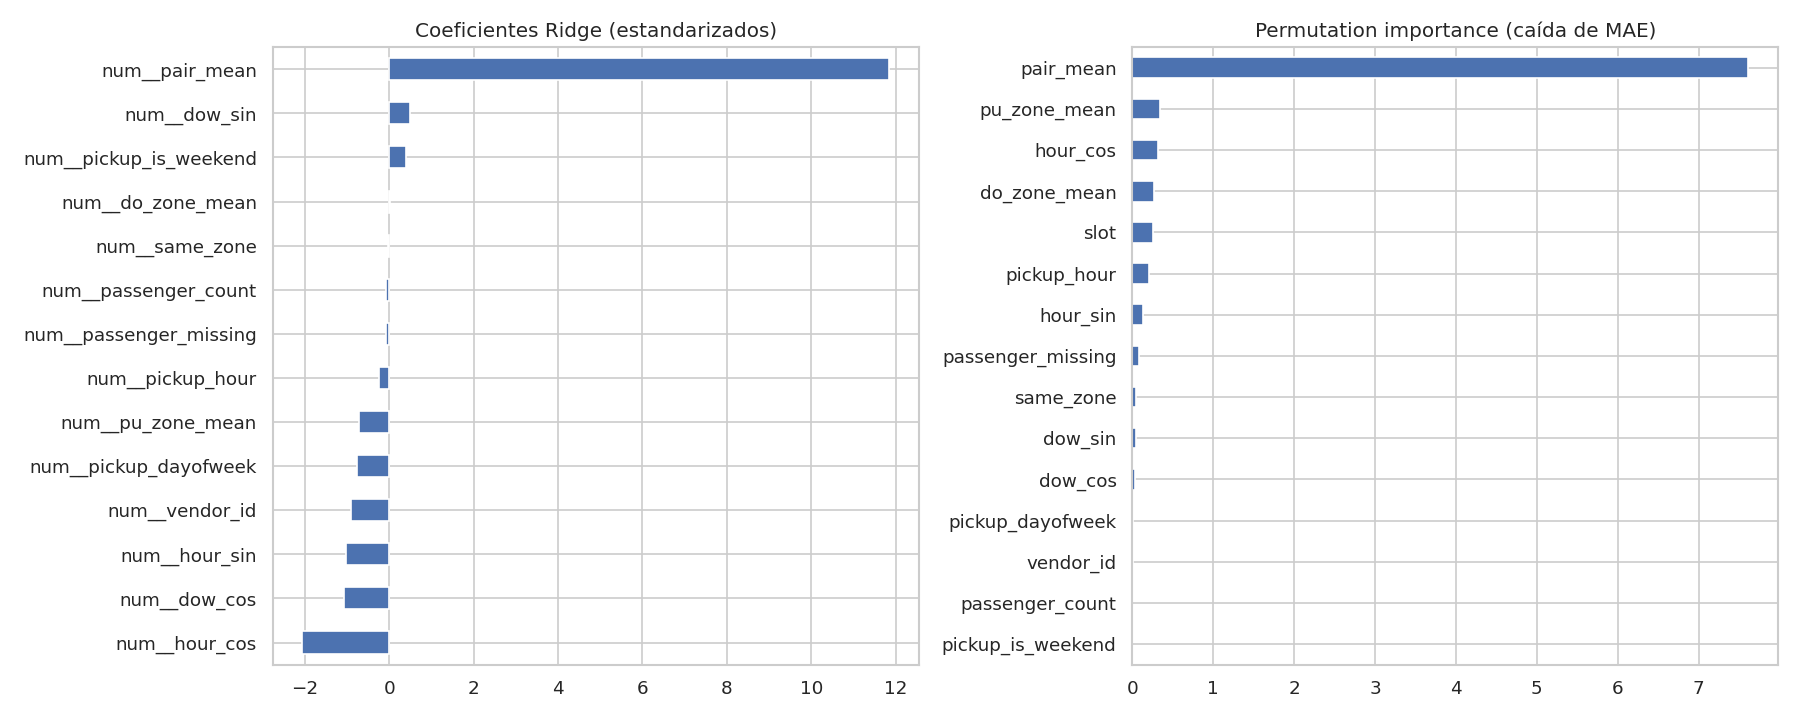 Coeficientes Ridge (estandarizados)
num__pair_mean
num__dow_sin
num__pickup_is_weekend
num__do_zone_mean
num__same_zone
num__passenger_count
num__passenger_missing
num__pickup_hour
num__pu_zone_mean
num__pickup_dayofweek
num__vendor_id
num__hour_sin
num__dow_cos
num__hour_cos
−2 0 2 4 6 8 10 12
Permutation importance (caída de MAE)
pair_mean
pu_zone_mean
hour_cos
do_zone_mean
slot
pickup_hour
hour_sin
passenger_missing
same_zone
dow_sin
dow_cos
pickup_dayofweek
vendor_id
passenger_count
pickup_is_weekend
0 1 2 3 4 5 6 7